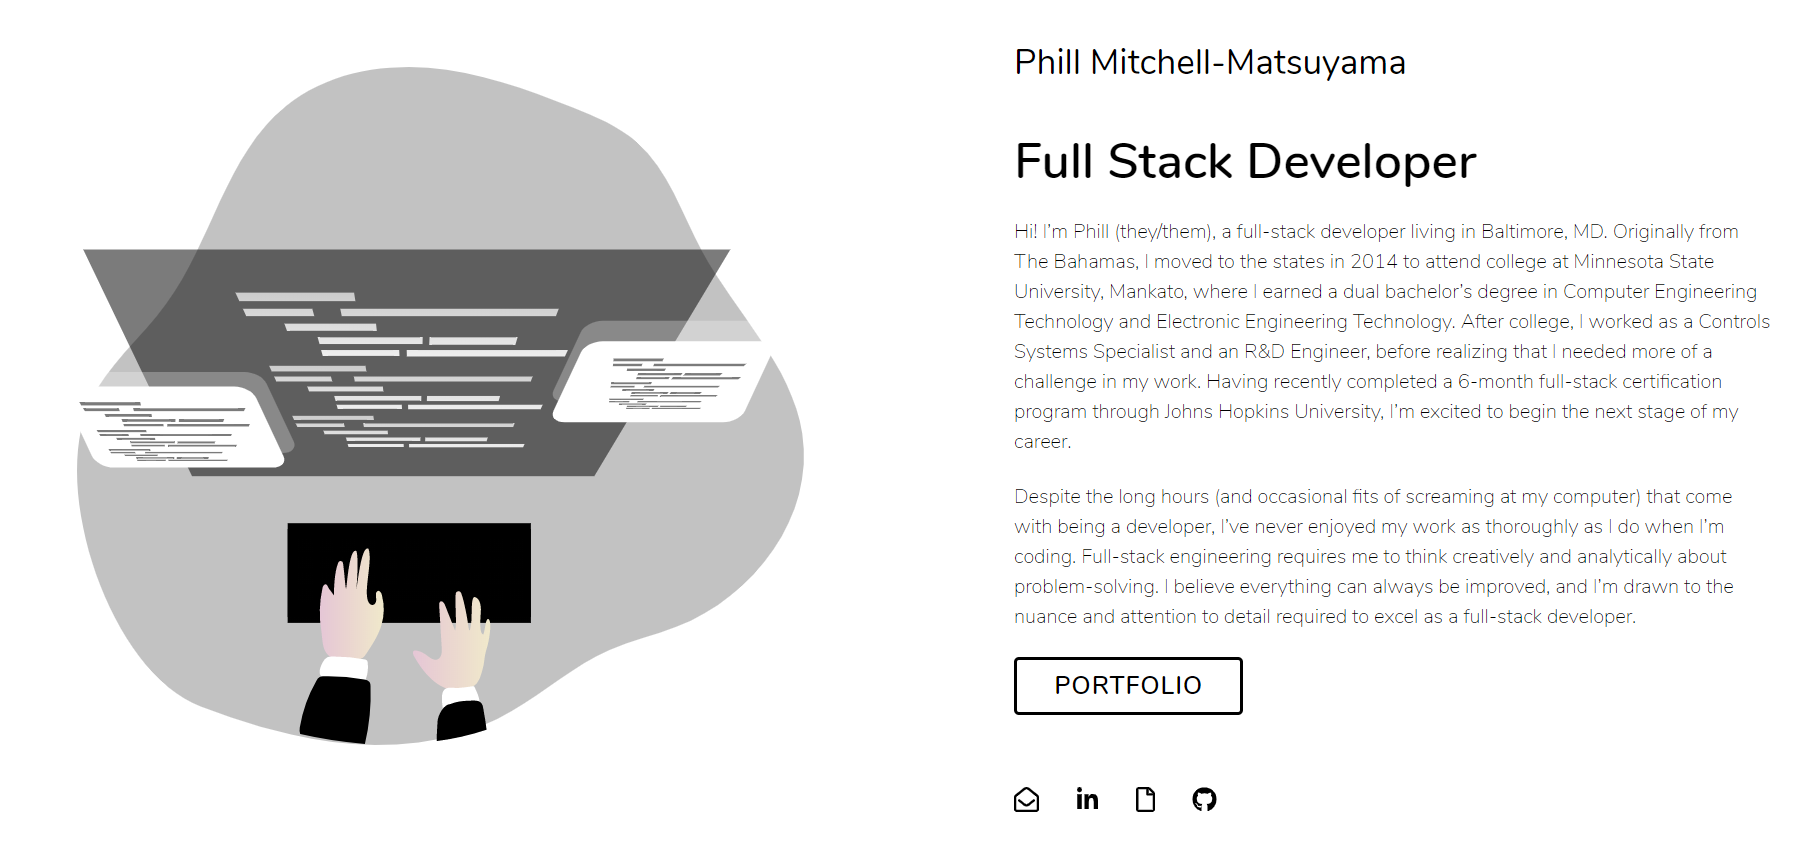 Phill Mitchell-Matsuyama
Full Stack Developer
Hi! I’m Phill (they/them), a full-stack developer living in Baltimore, MD. Originally from
The Bahamas, I moved to the states in 2014 to attend college at Minnesota State
University, Mankato, where I earned a dual bachelor’s degree in Computer Engineering
Technology and Electronic Engineering Technology. After college, I worked as a Controls
Systems Specialist and an R&D Engineer, before realizing that I needed more of a
challenge in my work. Having recently completed a 6-month full-stack certification
program through Johns Hopkins University, I’m excited to begin the next stage of my
career.
Despite the long hours (and occasional fits of screaming at my computer) that come
with being a developer, I’ve never enjoyed my work as thoroughly as I do when I’m
coding. Full-stack engineering requires me to think creatively and analytically about
problem-solving. I believe everything can always be improved, and I’m drawn to the
nuance and attention to detail required to excel as a full-stack developer.
PORTFOLIO
in